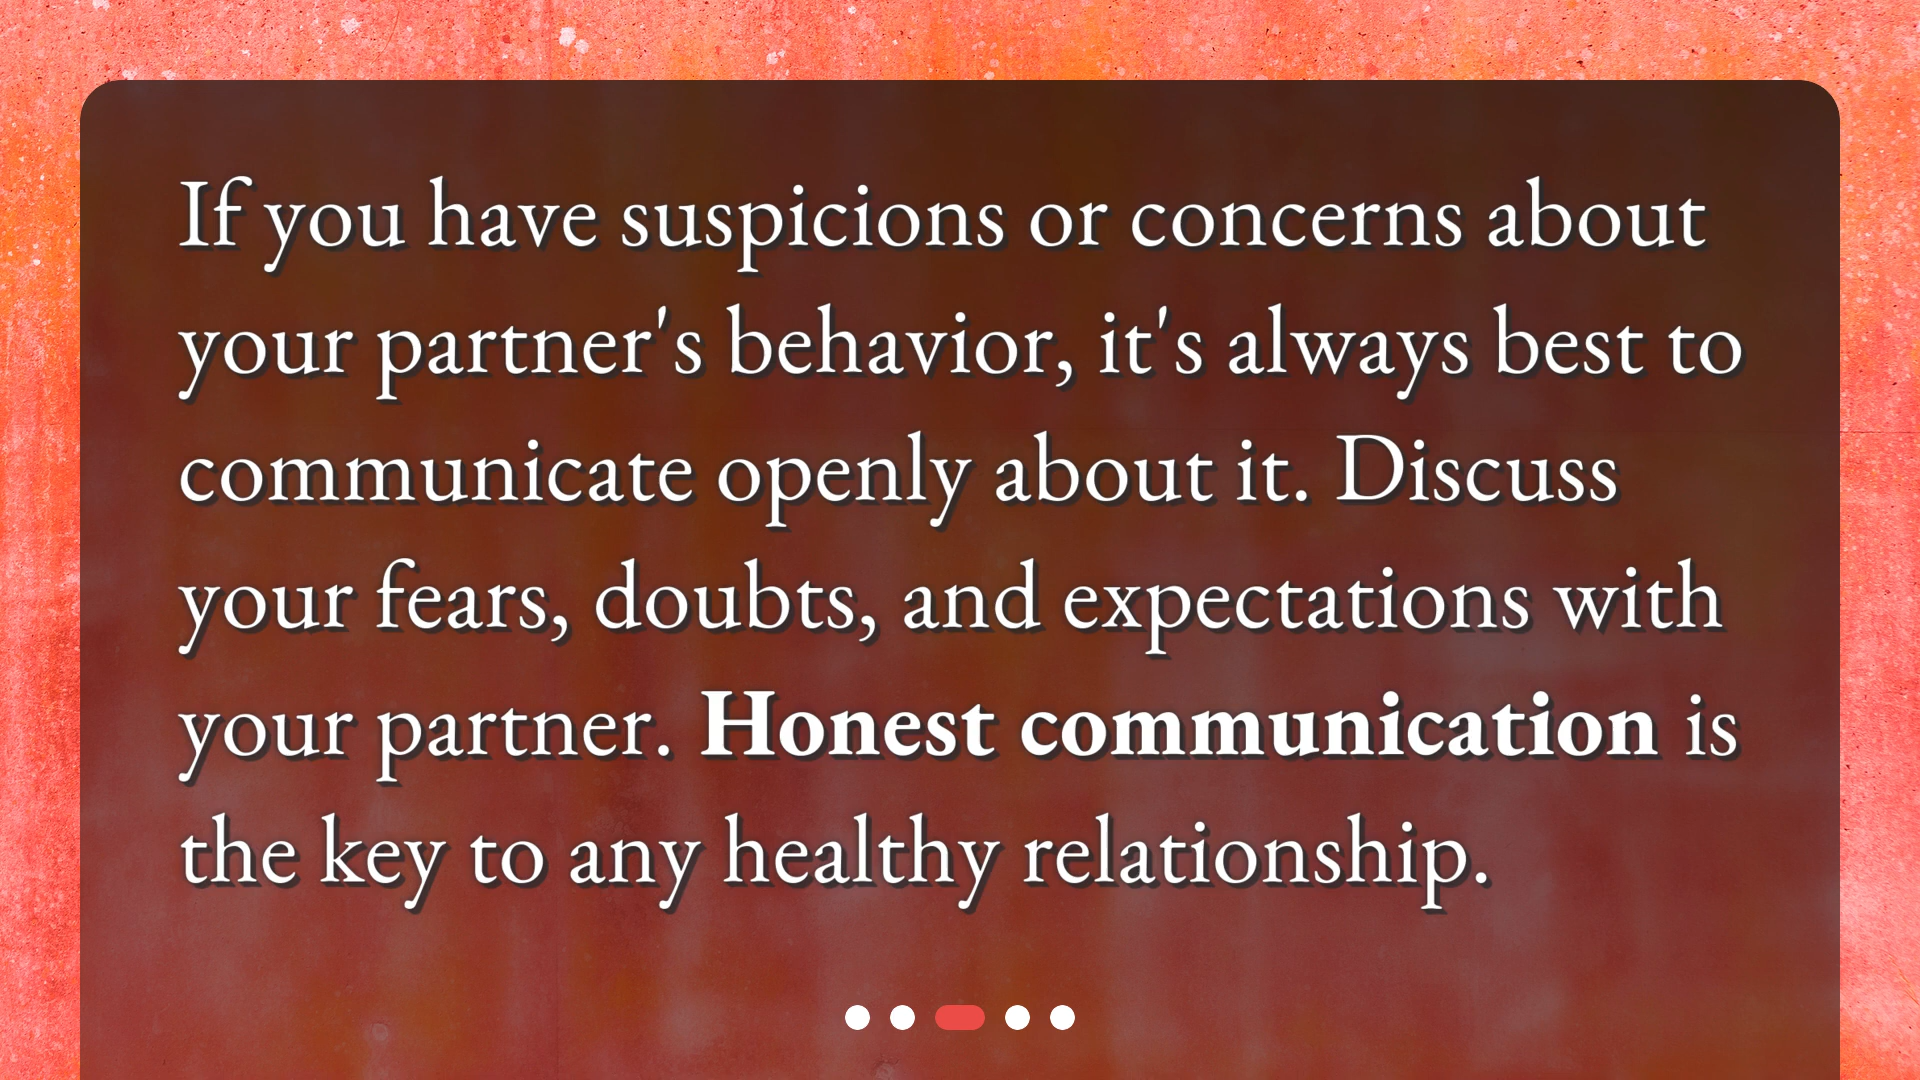 If you have suspicions or concerns about
your partner's behavior, it's always best to
communicate openly about it. Discuss
your fears, doubts, and expectations with
your partner. Honest communication is
the key to any healthy relationship.